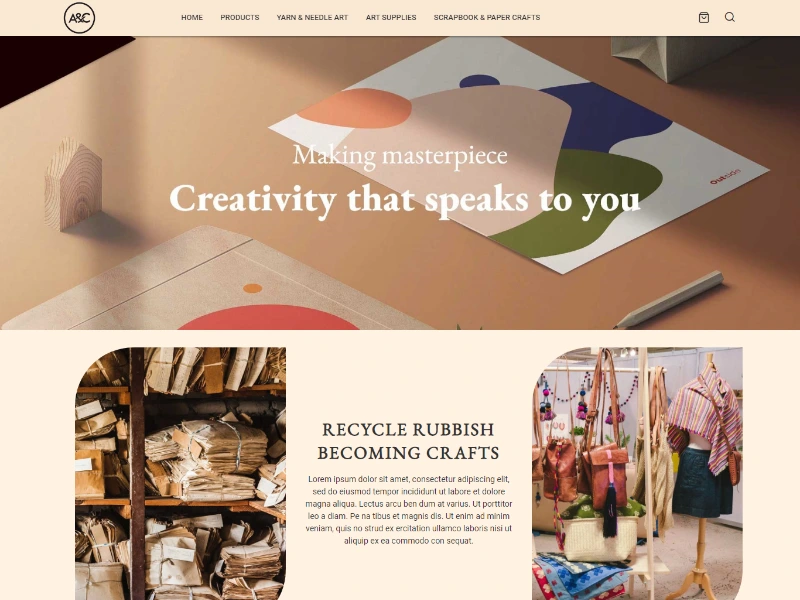 A&C
HOME PRODUCTS YARN & NEEDLE ART ART SUPPLIES SCRAPBOOK & PAPER CRAFTS
Making masterpiece
Creativity that speaks to you
outside
RECYCLE RUBBISH
BECOMING CRAFTS
Lorem ipsum dolor sit amet, consectetur adipiscing elit,
sed do eiusmod tempor incididunt ut labore et dolore
magna aliqua. Lectus arcu ben dum at varius. Ut porttitor
leo a diam. Pe na tibus et magnis dis. Ut enim ad minim
veniam, quis no strud ex ercitation ullamco laboris nisi ut
aliquip ex ea commodo con sequat.